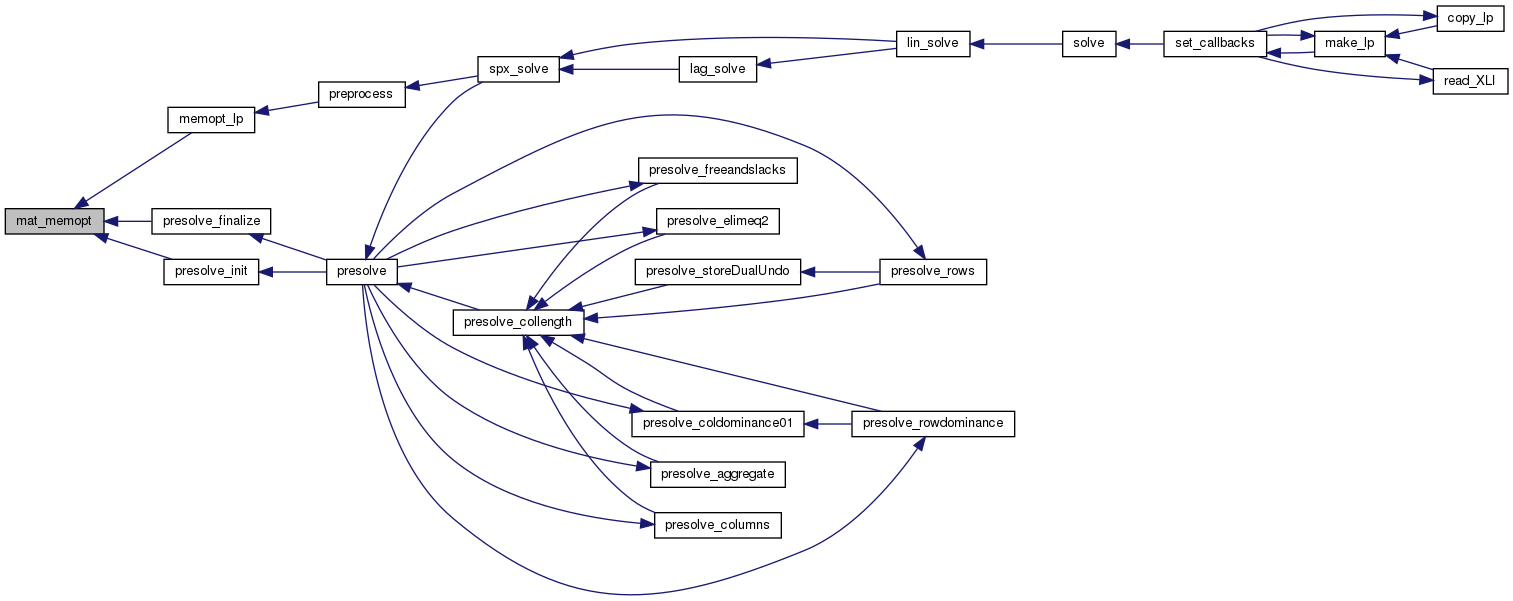 copy_lp
lin_solve
solve
set_callbacks
make_lp
spx_solve
lag_solve
read_XLI
preprocess
memopt_lp
presolve_freeandslacks
mat_memopt
presolve_finalize
presolve_elimeq2
presolve_init
presolve
presolve_storeDualUndo
presolve_rows
presolve_collength
presolve_coldominance01
presolve_rowdominance
presolve_aggregate
presolve_columns